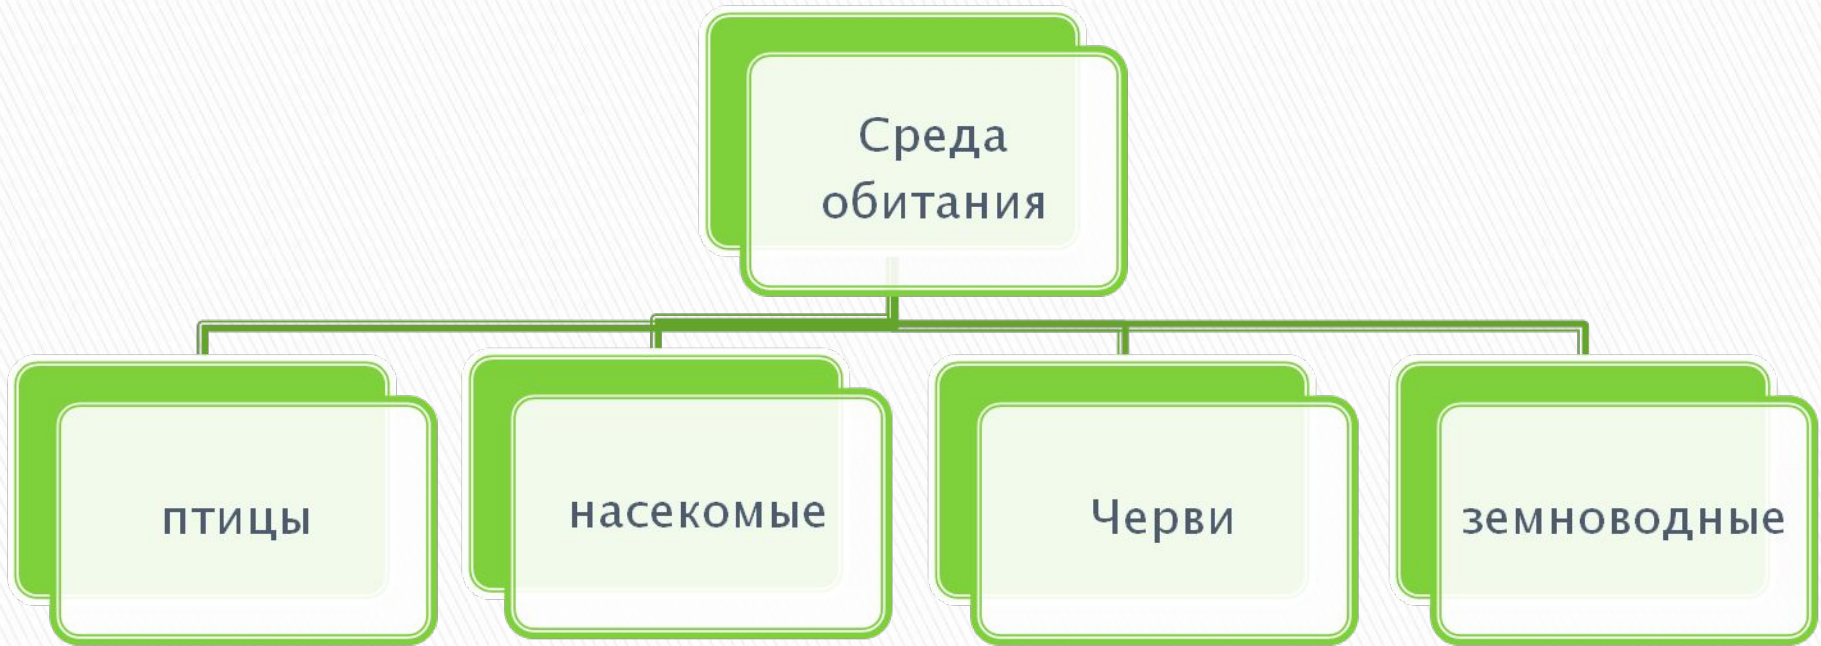 Среда
обитания
птицы
насекомые
Черви
земноводные